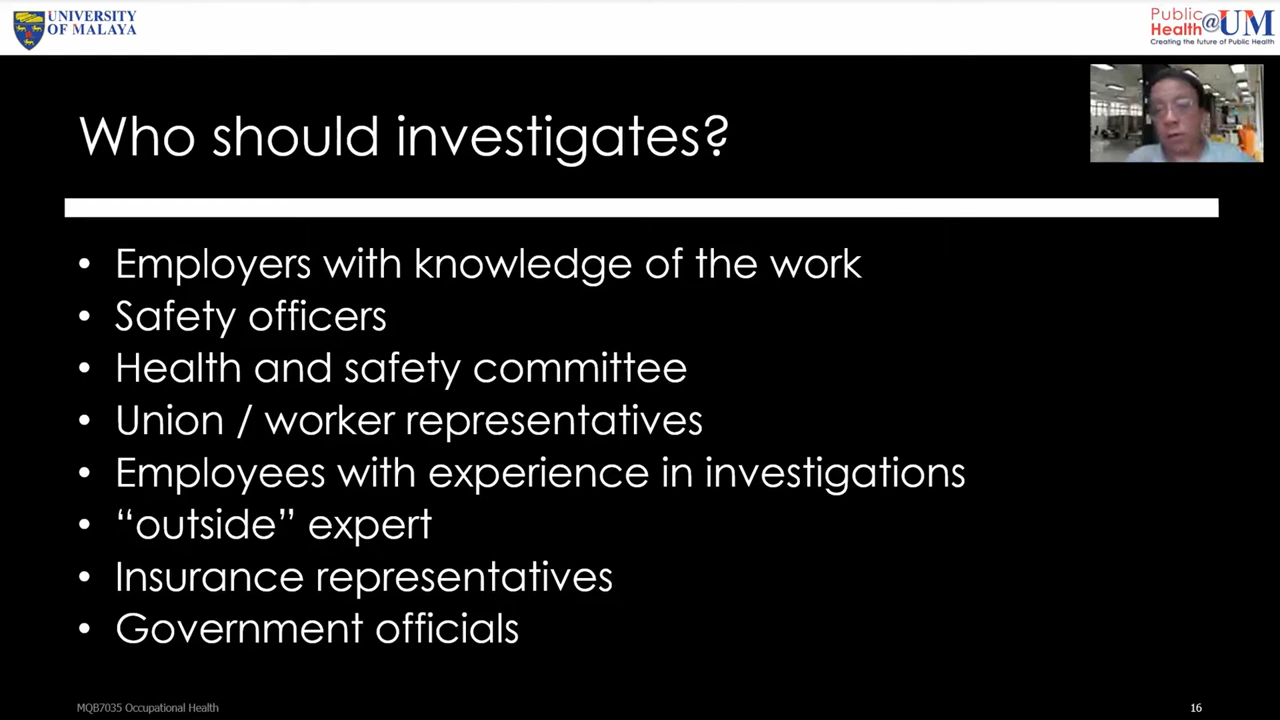 UNIVERSITY
OF MALAYA
Public
Health@UM
Creating the future of Public Health
Who should investigates?
• Employers with knowledge of the work
• Safety officers
• Health and safety committee
• Union / worker representatives
• Employees with experience in investigations
• “outside” expert
• Insurance representatives
• Government officials
MQB7035 Occupational Health
16